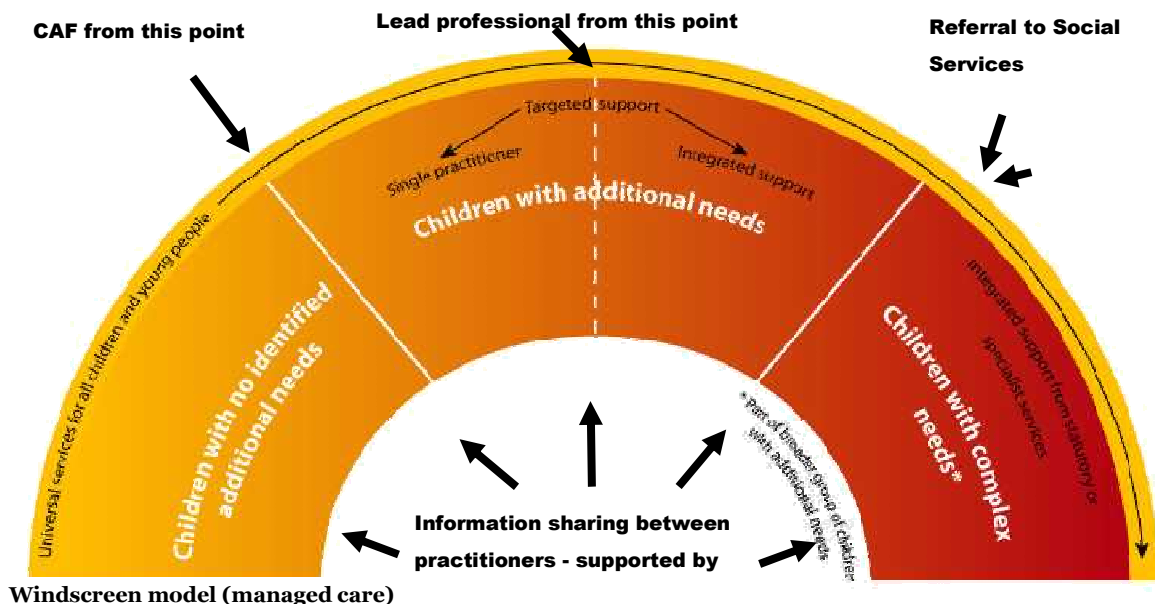 CAF from this point
Lead professional from this point
Referral to Social
Services
Targeted support
Single practitioner
Integrated support
Children with additional needs
Universal services for all children and young people
Children with no identified
additional needs
Integrated support from statutory or
specialist services
Children with complex
needs*
* Part of broader group of children
with additional needs
Information sharing between
practitioners - supported by
Windscreen model (managed care)